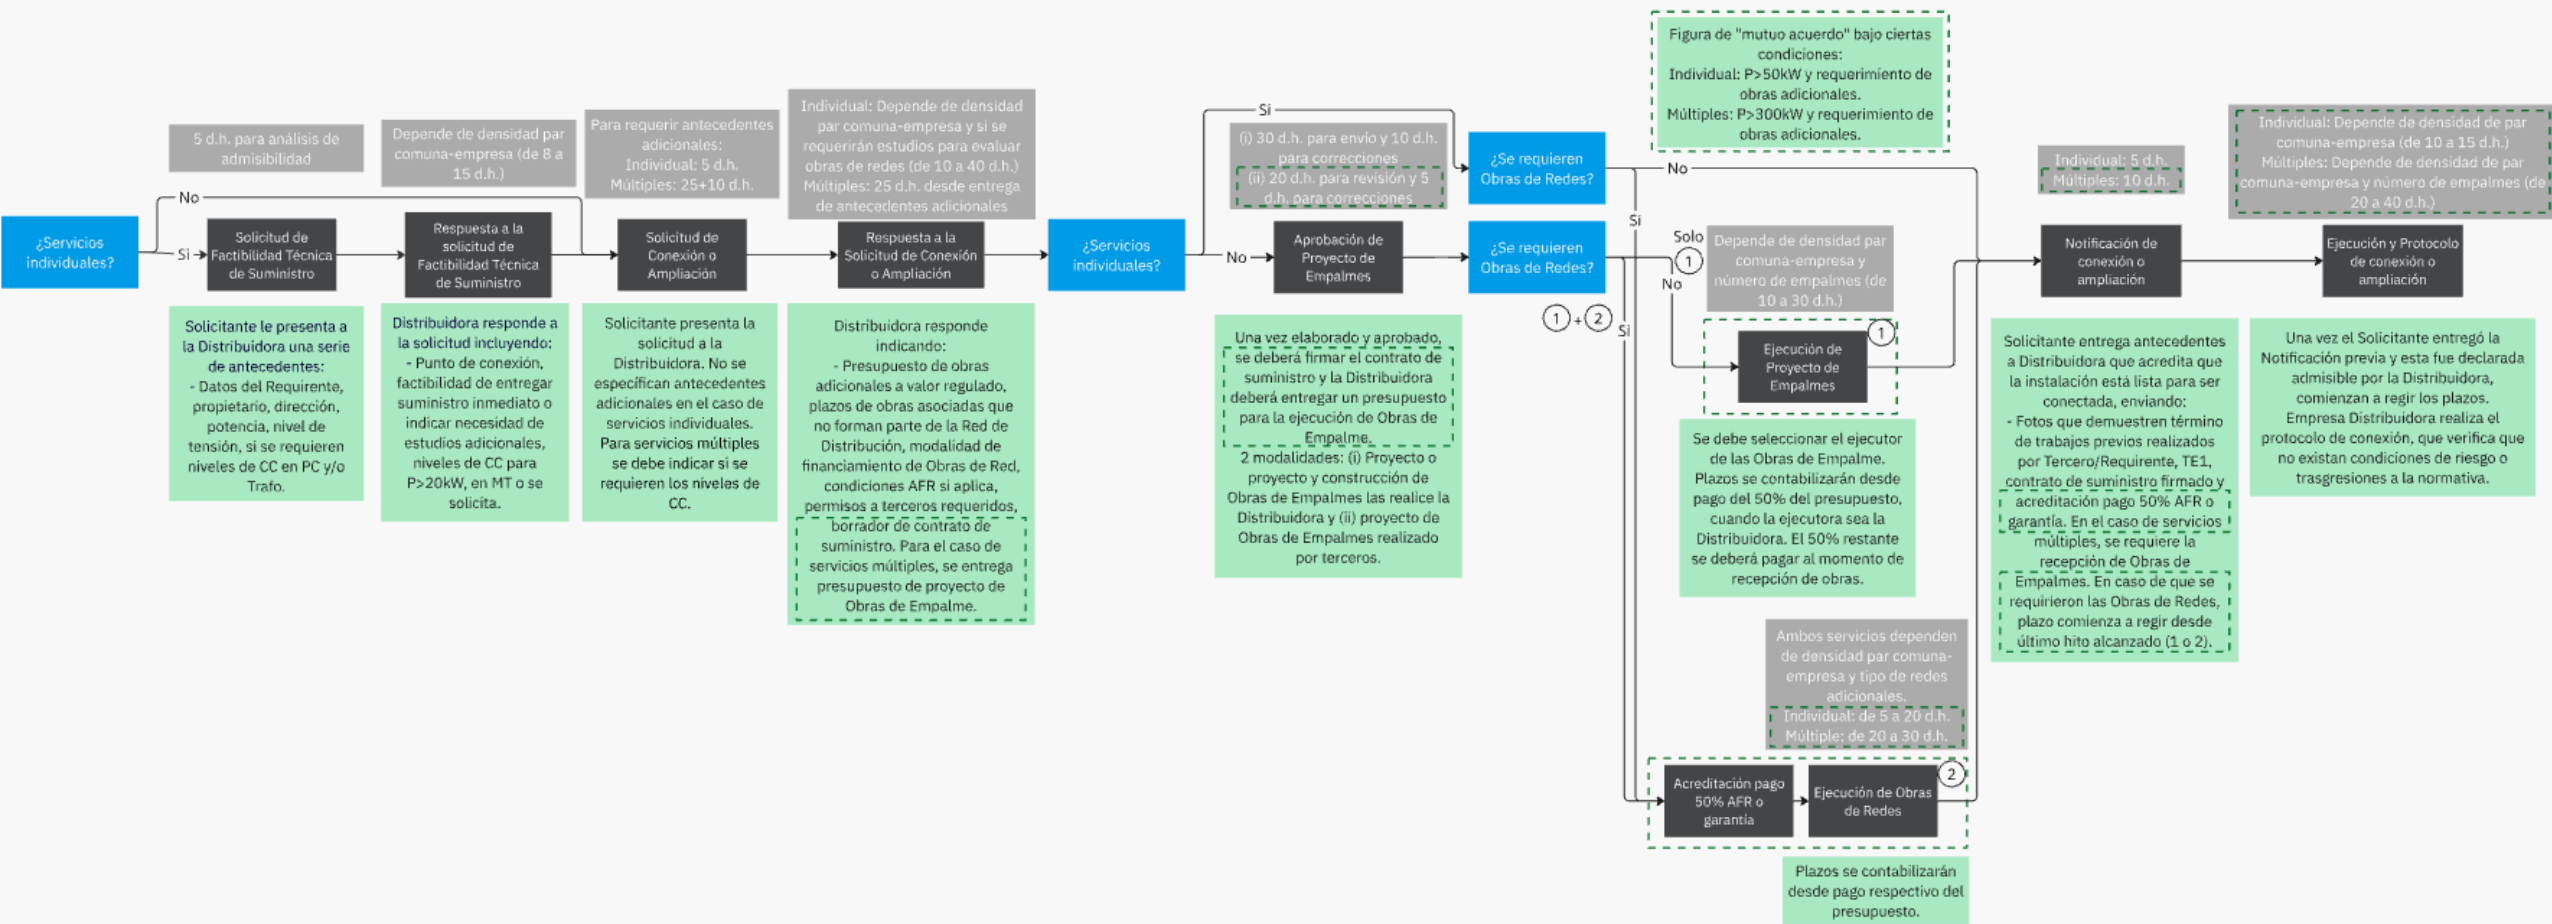 ¿Servicios
individuales?
No
Si
5 d.h. para análisis de
admisibilidad
Solicitud de
Factibilidad Técnica
de Suministro
Solicitante le presenta a
la Distribuidora una serie
de antecedentes:
- Datos del Requirente,
propietario, dirección,
potencia, nivel de
tensión, si se requieren
niveles de CC en PC y/o
Trafo.
Depende de densidad par
comuna-empresa (de 8 a
15 d.h.)
Respuesta a la
solicitud de
Factibilidad Técnica
de Suministro
Distribuidora responde a
la solicitud incluyendo:
- Punto de conexión,
factibilidad de entregar
suministro inmediato o
indicar necesidad de
estudios adicionales,
niveles de CC para
P>20kW, en MT o se
solicita.
Para requerir antecedentes
adicionales:
Individual: 5 d.h.
Múltiples: 25+10 d.h.
Solicitud de
Conexión o
Ampliación
Solicitante presenta la
solicitud a la
Distribuidora. No se
específican antecedentes
adicionales en el caso de
servicios individuales.
Para servicios múltiples
se debe indicar si se
requieren los niveles de
CC.
Individual: Depende de densidad
par comuna-empresa y si se
requerirán estudios para evaluar
obras de redes (de 10 a 40 d.h.)
Múltiples: 25 d.h. desde entrega
de antecedentes adicionales
Respuesta a la
Solicitud de Conexión
o Ampliación
Distribuidora responde
indicando:
- Presupuesto de obras
adicionales a valor regulado,
plazos de obras asociadas que
no forman parte de la Red de
Distribución, modalidad de
financiamiento de Obras de Red,
condiciones AFR si aplica,
permisos a terceros requeridos,
borrador de contrato de
suministro. Para el caso de
servicios múltiples, se entrega
presupuesto de proyecto de
Obras de Empalme.
¿Servicios
individuales?
Si
No
(i) 30 d.h. para envío y 10 d.h.
para correcciones
(ii) 20 d.h. para revisión y 5
d.h. para correcciones
Aprobación de
Proyecto de
Empalmes
Una vez elaborado y aprobado,
se deberá firmar el contrato de
suministro y la Distribuidora
deberá entregar un presupuesto
para la ejecución de Obras de
Empalme.
2 modalidades: (i) Proyecto o
proyecto y construcción de
Obras de Empalmes las realice la
Distribuidora y (ii) proyecto de
Obras de Empalmes realizado
por terceros.
¿Se requieren
Obras de Redes?
¿Se requieren
Obras de Redes?
Figura de "mutuo acuerdo" bajo ciertas
condiciones:
Individual: P>50kW y requerimiento de
obras adicionales.
Múltiples: P>300kW y requerimiento de
obras adicionales.
No
Si
Solo
1
No
1 + 2
Si
Depende de densidad par
comuna-empresa y
número de empalmes (de
10 a 30 d.h.)
1
Ejecución de
Proyecto de
Empalmes
Se debe seleccionar el ejecutor
de las Obras de Empalme.
Plazos se contabilizarán desde
pago del 50% del presupuesto,
cuando la ejecutora sea la
Distribuidora. El 50% restante
se deberá pagar al momento de
recepción de obras.
Ambos servicios dependen
de densidad par comuna-
empresa y tipo de redes
adicionales.
Individual: de 5 a 20 d.h.
Múltiple: de 20 a 30 d.h.
Acreditación pago
50% AFR o
garantía
2
Ejecución de Obras
de Redes
Plazos se contabilizarán
desde pago respectivo del
presupuesto.
Individual: 5 d.h.
Múltiples: 10 d.h.
Notificación de
conexión o
ampliación
Solicitante entrega antecedentes
a Distribuidora que acredita que
la instalación está lista para ser
conectada, enviando:
- Fotos que demuestren término
de trabajos previos realizados
por Tercero/Requirente, TE1,
contrato de suministro firmado y
acreditación pago 50% AFR o
garantía. En el caso de servicios
múltiples, se requiere la
recepción de Obras de
Empalmes. En caso de que se
requirieron las Obras de Redes,
plazo comienza a regir desde
último hito alcanzado (1 o 2).
Individual: Depende de densidad de par
comuna-empresa (de 10 a 15 d.h.)
Múltiples: Depende de densidad de par
comuna-empresa y número de empalmes (de
20 a 40 d.h.)
Ejecución y Protocolo
de conexión o
ampliación
Una vez el Solicitante entregó la
Notificación previa y esta fue declarada
admisible por la Distribuidora,
comienzan a regir los plazos.
Empresa Distribuidora realiza el
protocolo de conexión, que verifica que
no existan condiciones de riesgo o
trasgresiones a la normativa.